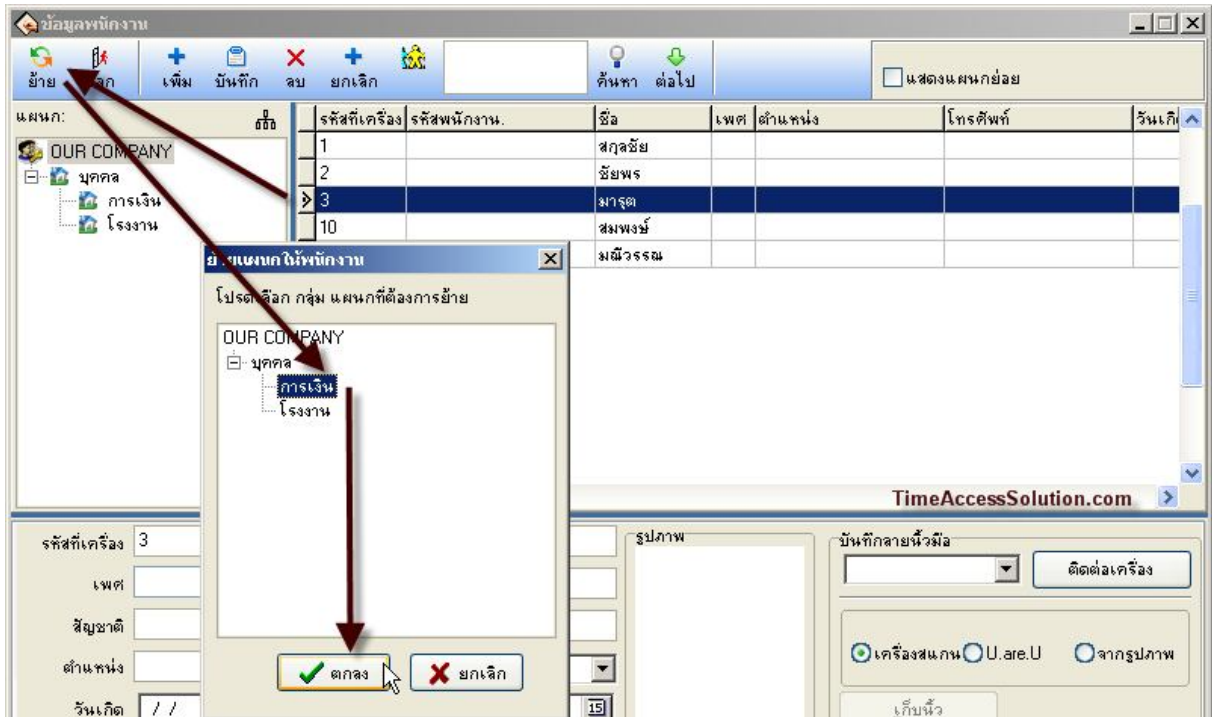 ข้อมูลพนักงาน
ย้าย เพิ่ม บันทึก ลบ ยกเลิก ค้นหา ต่อไป แสดงแผนกย่อย
แผนก:
OUR COMPANY
บุคคล
การเงิน
โรงงาน
รหัสที่เครื่อง รหัสพนักงาน. ชื่อ เพศ ตำแหน่ง โทรศัพท์
1 สกุลชัย
2 ชัยพร
3 มารุต
10 สมพงษ์
มณีวรรณ
ย้ายแผนกให้พนักงาน
โปรดเลือก กลุ่ม แผนกที่ต้องการย้าย
OUR COMPANY
บุคคล
การเงิน
โรงงาน
ตกลง ยกเลิก
TimeAccessSolution.com
รหัสที่เครื่อง 3
เพศ
สัญชาติ
ตำแหน่ง
วันเกิด / /
15
รูปภาพ
บันทึกลายนิ้วมือ
ติดต่อเครื่อง
เครื่องสแกน U.are.U จากรูปภาพ
เก็บนิ้ว